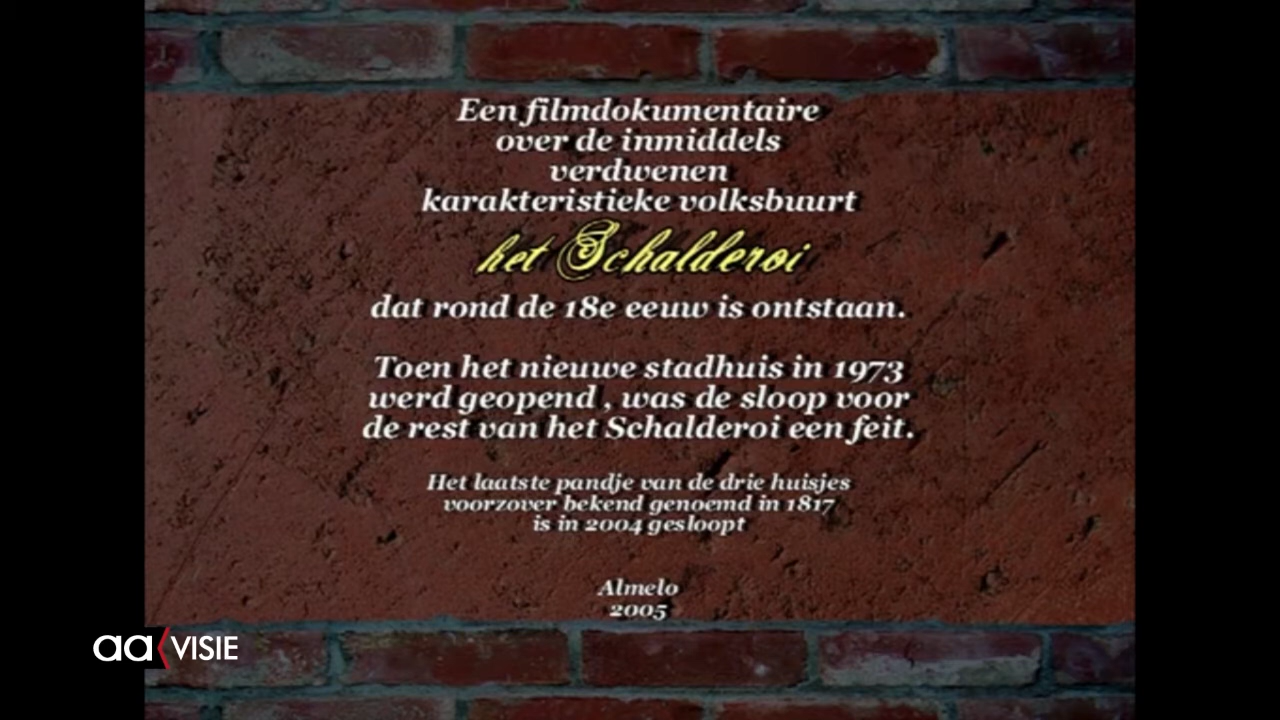 Een filmdokumentaire
over de inmiddels
verdwenen
karakteristieke volksbuurt
het Schalderoi
dat rond de 18e eeuw is ontstaan.
Toen het nieuwe stadhuis in 1973
werd geopend , was de sloop voor
de rest van het Schalderoi een feit.
Het laatste pandje van de drie huisjes
voorzover bekend genoemd in 1817
is in 2004 gesloopt
Almelo
2005
aa VISIE